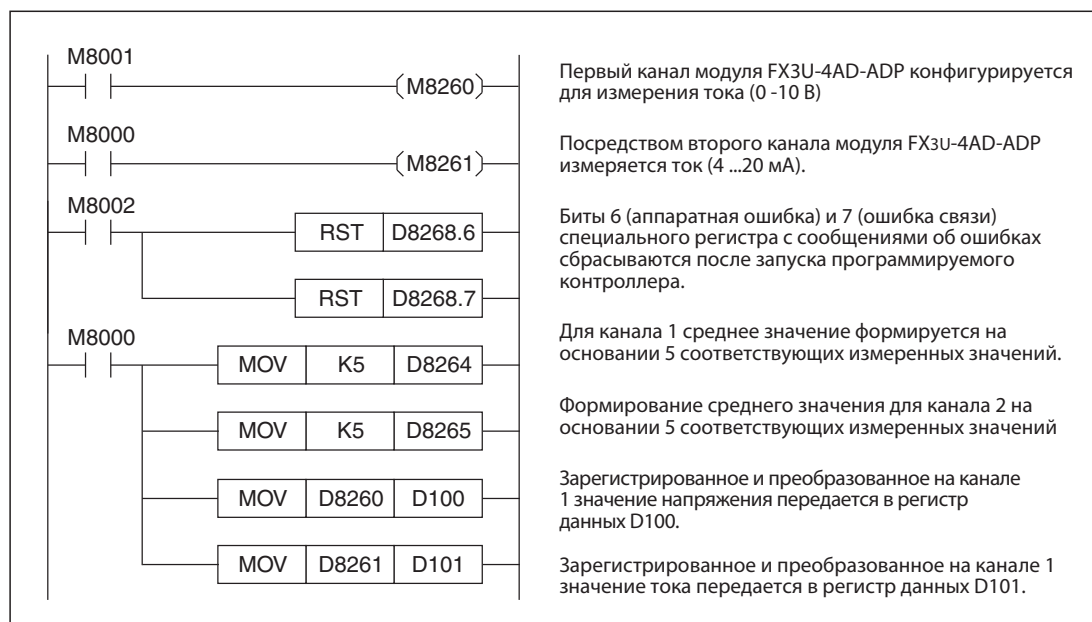 M8001
M8260
Первый канал модуля FX3U-4AD-ADP конфигурируется
для измерения тока (0 -10 В)
M8000
M8261
Посредством второго канала модуля FX3U-4AD-ADP
измеряется ток (4 ...20 мА).
M8002
RST D8268.6
RST D8268.7
Биты 6 (аппаратная ошибка) и 7 (ошибка связи)
специального регистра с сообщениями об ошибках
сбрасываются после запуска программируемого
контроллера.
M8000
MOV K5 D8264
Для канала 1 среднее значение формируется на
основании 5 соответствующих измеренных значений.
MOV K5 D8265
Формирование среднего значения для канала 2 на
основании 5 соответствующих измеренных значений
MOV D8260 D100
Зарегистрированное и преобразованное на канале
1 значение напряжения передается в регистр
данных D100.
MOV D8261 D101
Зарегистрированное и преобразованное на канале 1
значение тока передается в регистр данных D101.